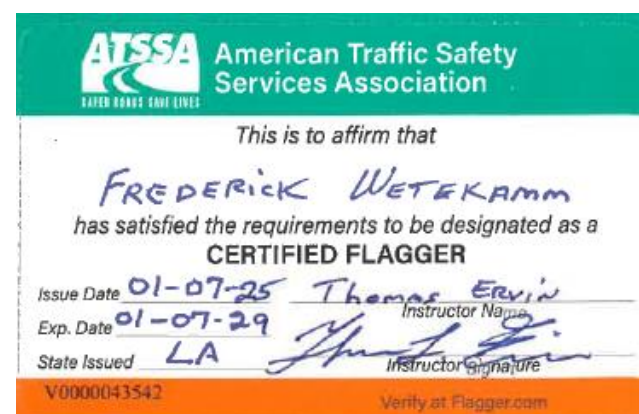 ATSSA
SAFER ROADS SAVE LIVES
American Traffic Safety
Services Association
This is to affirm that
FREDERICK WETEKAMM
has satisfied the requirements to be designated as a
CERTIFIED FLAGGER
Issue Date 01-07-25 Thomas Ervin
Instructor Name
Exp. Date 01-07-29
State Issued LA
Instructor Signature
V0000043542
Verify at Flagger.com